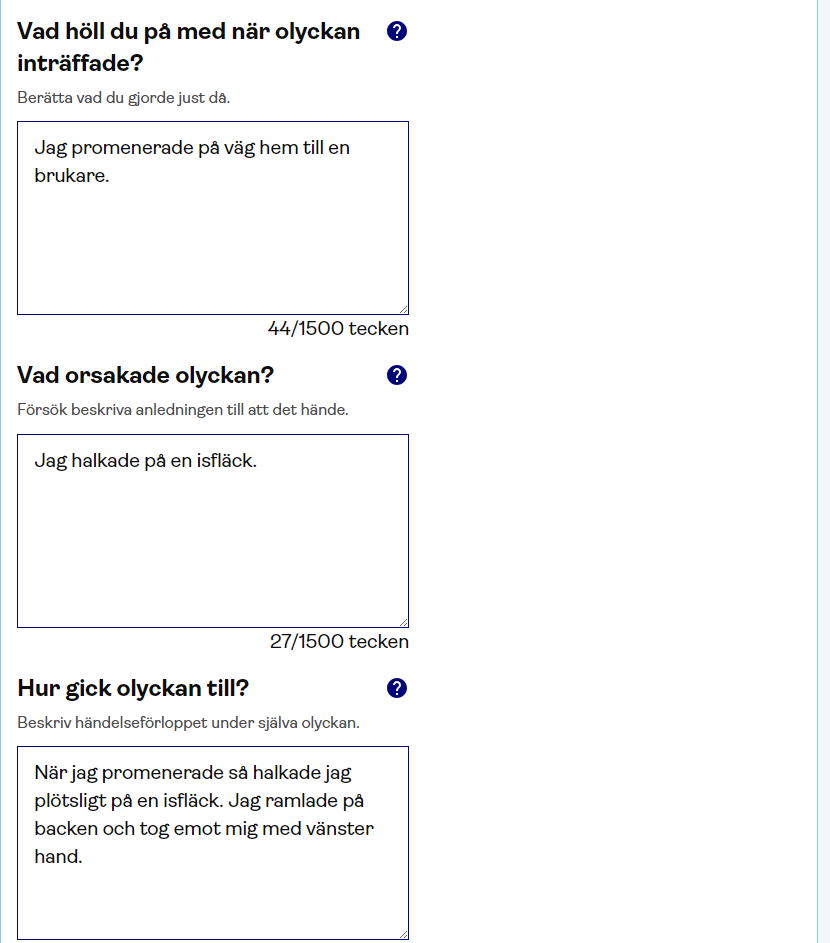 Vad höll du på med när olyckan
inträffade?
?
Berätta vad du gjorde just då.
Jag promenerade på väg hem till en
brukare.
44/1500 tecken
Vad orsakade olyckan?
?
Försök beskriva anledningen till att det hände.
Jag halkade på en isfläck.
27/1500 tecken
Hur gick olyckan till?
?
Beskriv händelseförloppet under själva olyckan.
När jag promenerade så halkade jag
plötsligt på en isfläck. Jag ramlade på
backen och tog emot mig med vänster
hand.